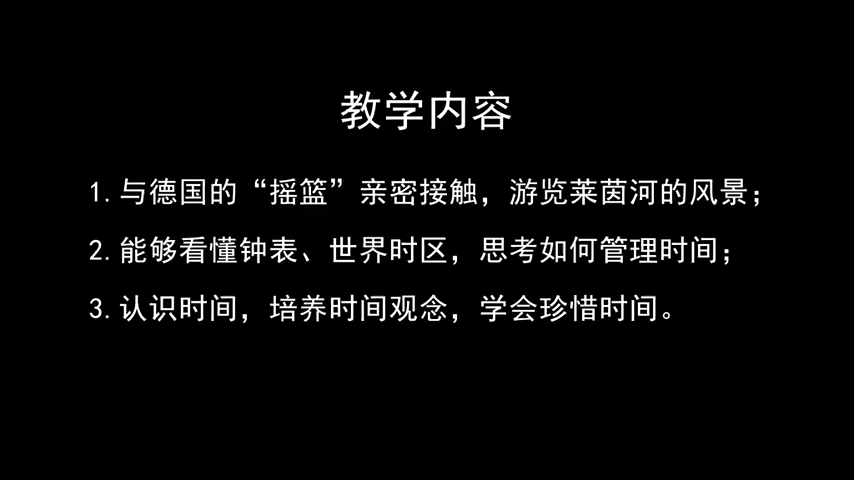 教学内容
1.与德国的“摇篮”亲密接触，游览莱茵河的风景；
2.能够看懂钟表、世界时区，思考如何管理时间；
3.认识时间，培养时间观念，学会珍惜时间。